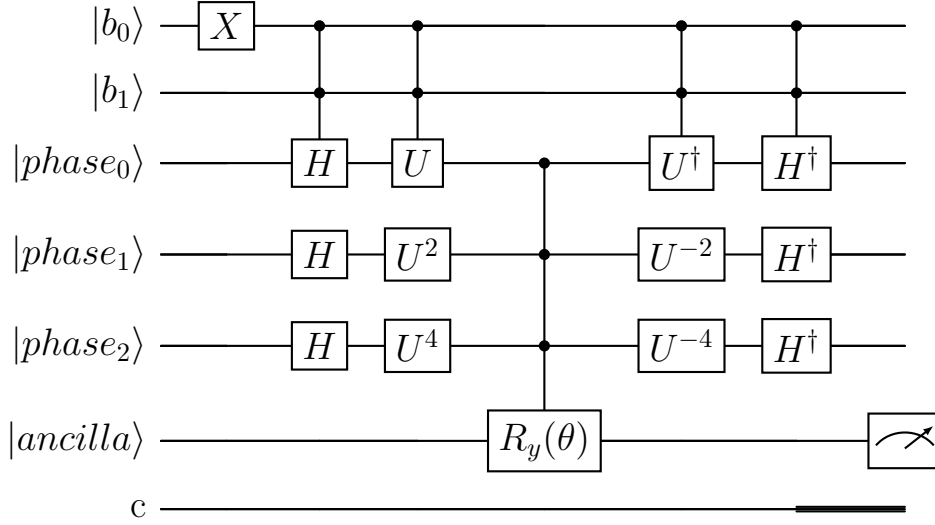 |b₀⟩ X
|b₁⟩
|phase₀⟩ H U U† H†
|phase₁⟩ H U² U⁻² H†
|phase₂⟩ H U⁴ U⁻⁴ H†
|ancilla⟩ R_y(θ)
c